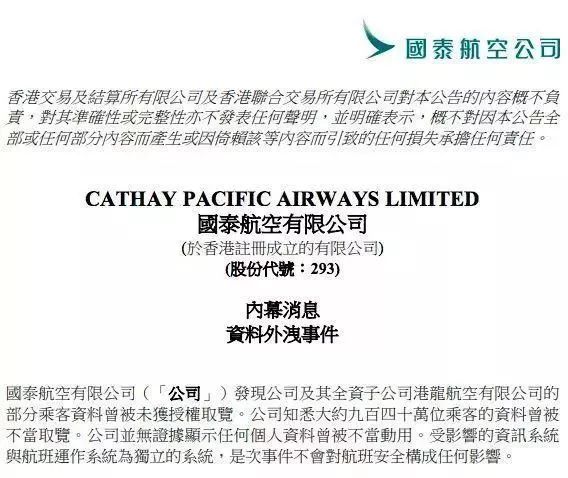 國泰航空公司
香港交易及結算所有限公司及香港聯合交易所有限公司對本公告的內容概不負
責，對其準確性或完整性亦不發表任何聲明，並明確表示，概不對因本公告全
部或任何部分內容而產生或因倚賴該等內容而引致的任何損失承擔任何責任。
CATHAY PACIFIC AIRWAYS LIMITED
國泰航空有限公司
(於香港註冊成立的有限公司)
(股份代號：293)
內幕消息
資料外洩事件
國泰航空有限公司（「公司」）發現公司及其全資子公司港龍航空有限公司的
部分乘客資料曾被未獲授權取覽。公司知悉大約九百四十萬位乘客的資料曾被
不當取覽。公司並無證據顯示任何個人資料曾被不當動用。受影響的資訊系統
與航班運作系統為獨立的系統，是次事件不會對航班安全構成任何影響。